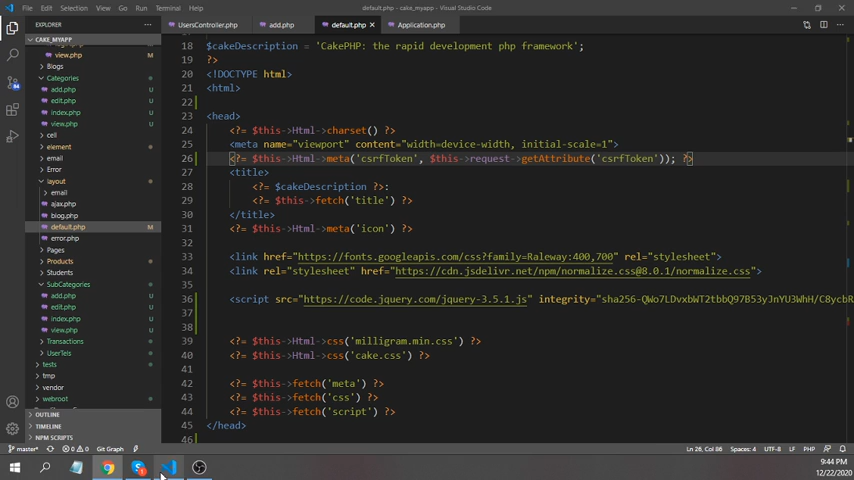 File Edit Selection View Go Run Terminal Help default.php - cake_myapp - Visual Studio Code
EXPLORER ···
UsersController.php add.php default.php × Application.php
CAKE_MYAPP
view.php
Blogs
Categories
add.php U
edit.php U
index.php U
view.php U
cell
element
email
Error
layout
email
ajax.php
blog.php
default.php M
error.php
Pages
Products
Students
SubCategories
add.php U
edit.php U
index.php U
view.php U
Transactions
UserTels
tests
tmp
vendor
webroot
OUTLINE
TIMELINE
NPM SCRIPTS
18 $cakeDescription = 'CakePHP: the rapid development php framework';
19 ?>
20 <!DOCTYPE html>
21 <html>
22
23 <head>
24 <?= $this->Html->charset() ?>
25 <meta name="viewport" content="width=device-width, initial-scale=1">
26 <?= $this->Html->meta('csrfToken', $this->request->getAttribute('csrfToken')); ?>
27 <title>
28 <?= $cakeDescription ?>:
29 <?= $this->fetch('title') ?>
30 </title>
31 <?= $this->Html->meta('icon') ?>
32
33 <link href="https://fonts.googleapis.com/css?family=Raleway:400,700" rel="stylesheet">
34 <link rel="stylesheet" href="https://cdn.jsdelivr.net/npm/normalize.css@8.0.1/normalize.css">
35
36 <script src="https://code.jquery.com/jquery-3.5.1.js" integrity="sha256-QWo7LDvxbWT2tbbQ97B53yJnYU3WhH/C8ycbR
37
38
39 <?= $this->Html->css('milligram.min.css') ?>
40 <?= $this->Html->css('cake.css') ?>
41
42 <?= $this->fetch('meta') ?>
43 <?= $this->fetch('css') ?>
44 <?= $this->fetch('script') ?>
45 </head>
46
master* 0 0 Git Graph Ln 26, Col 86 Spaces: 4 UTF-8 LF PHP
9:44 PM
12/22/2020